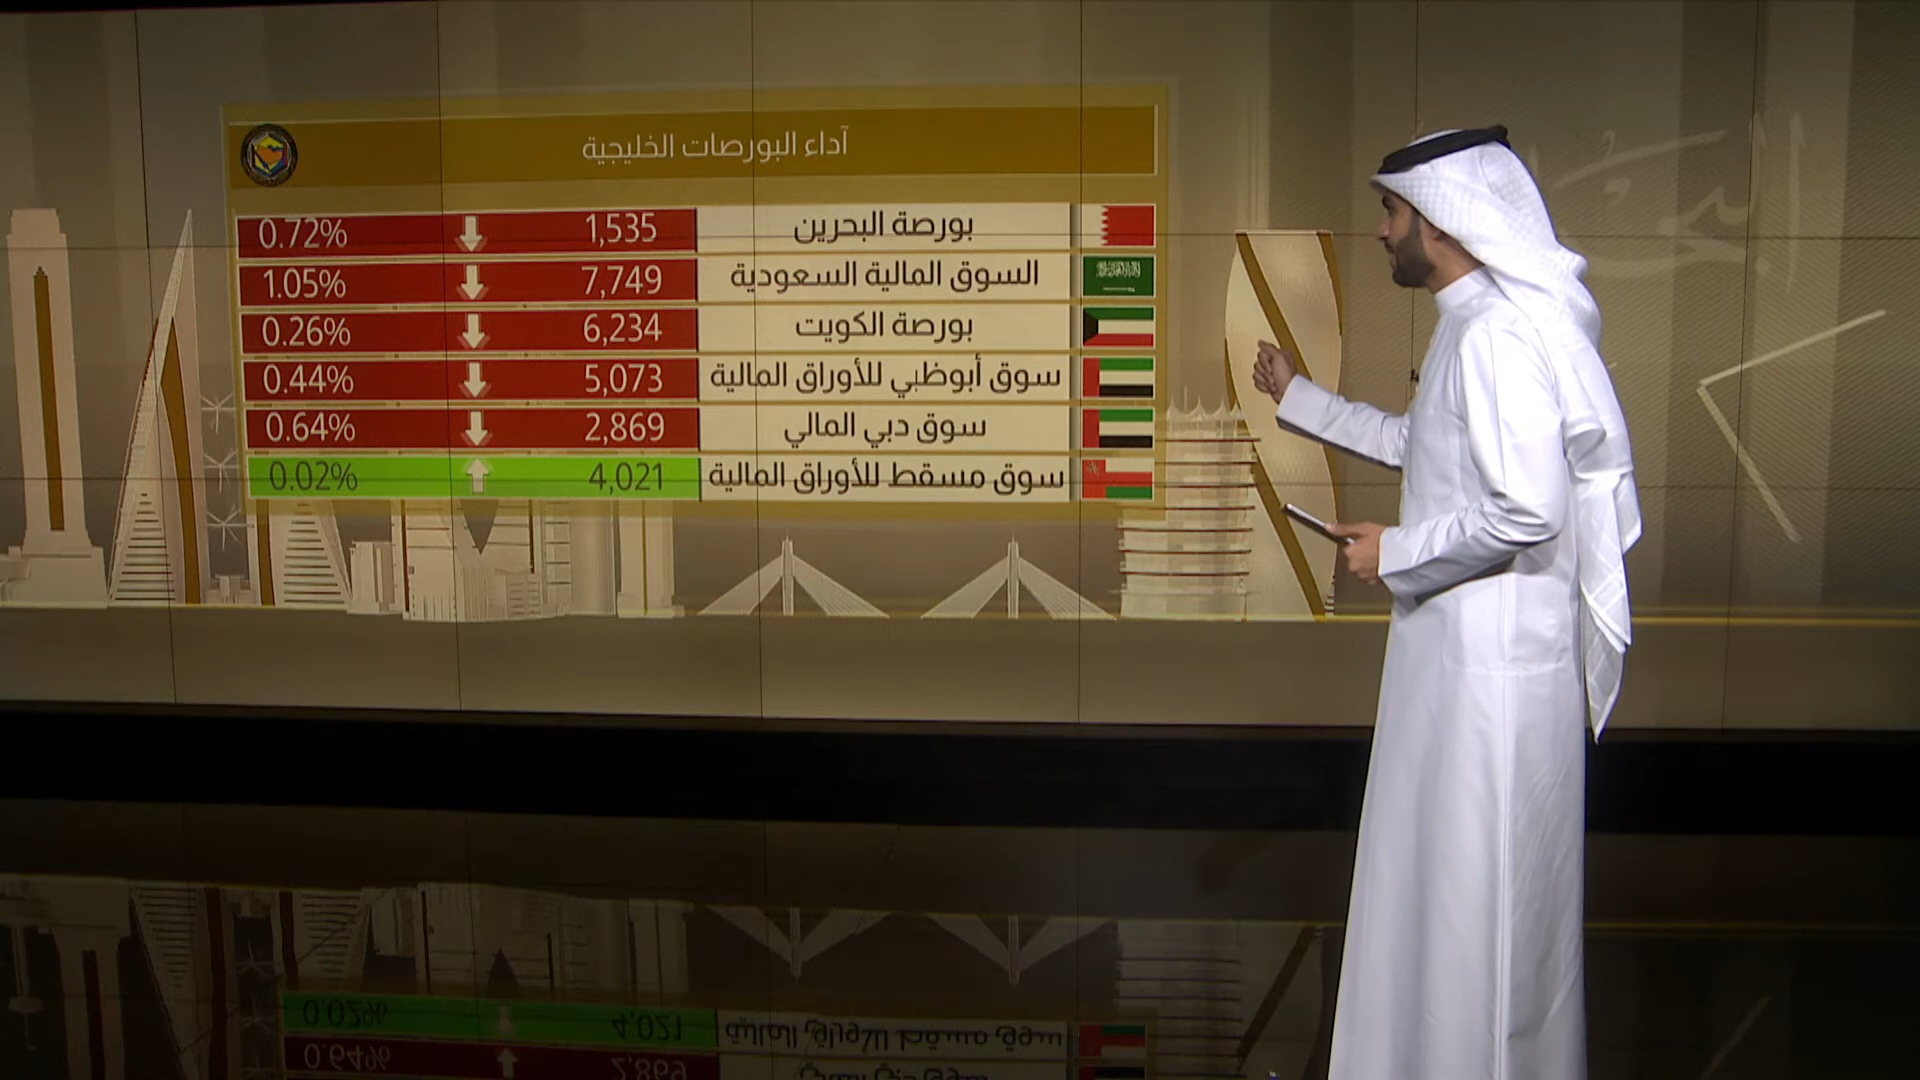 آداء البورصات الخليجية
بورصة البحرين 1,535 0.72%
السوق المالية السعودية 7,749 1.05%
بورصة الكويت 6,234 0.26%
سوق أبوظبي للأوراق المالية 5,073 0.44%
سوق دبي المالي 2,869 0.64%
سوق مسقط للأوراق المالية 4,021 0.02%